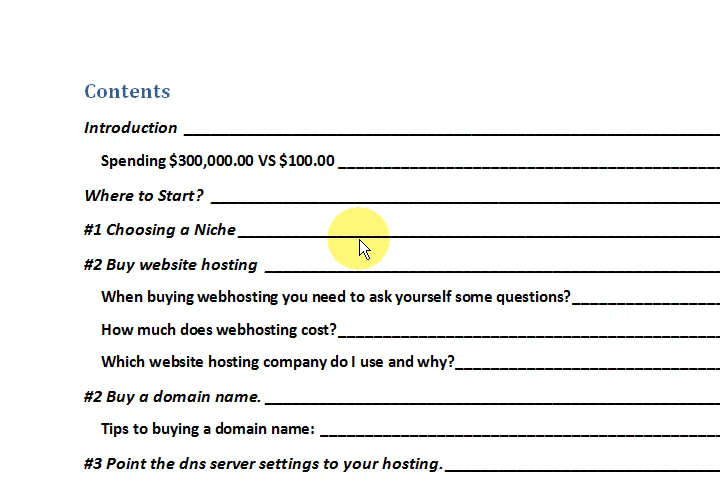 Contents
Introduction
Spending $300,000.00 VS $100.00
Where to Start?
#1 Choosing a Niche
#2 Buy website hosting
When buying webhosting you need to ask yourself some questions?
How much does webhosting cost?
Which website hosting company do I use and why?
#2 Buy a domain name.
Tips to buying a domain name:
#3 Point the dns server settings to your hosting.